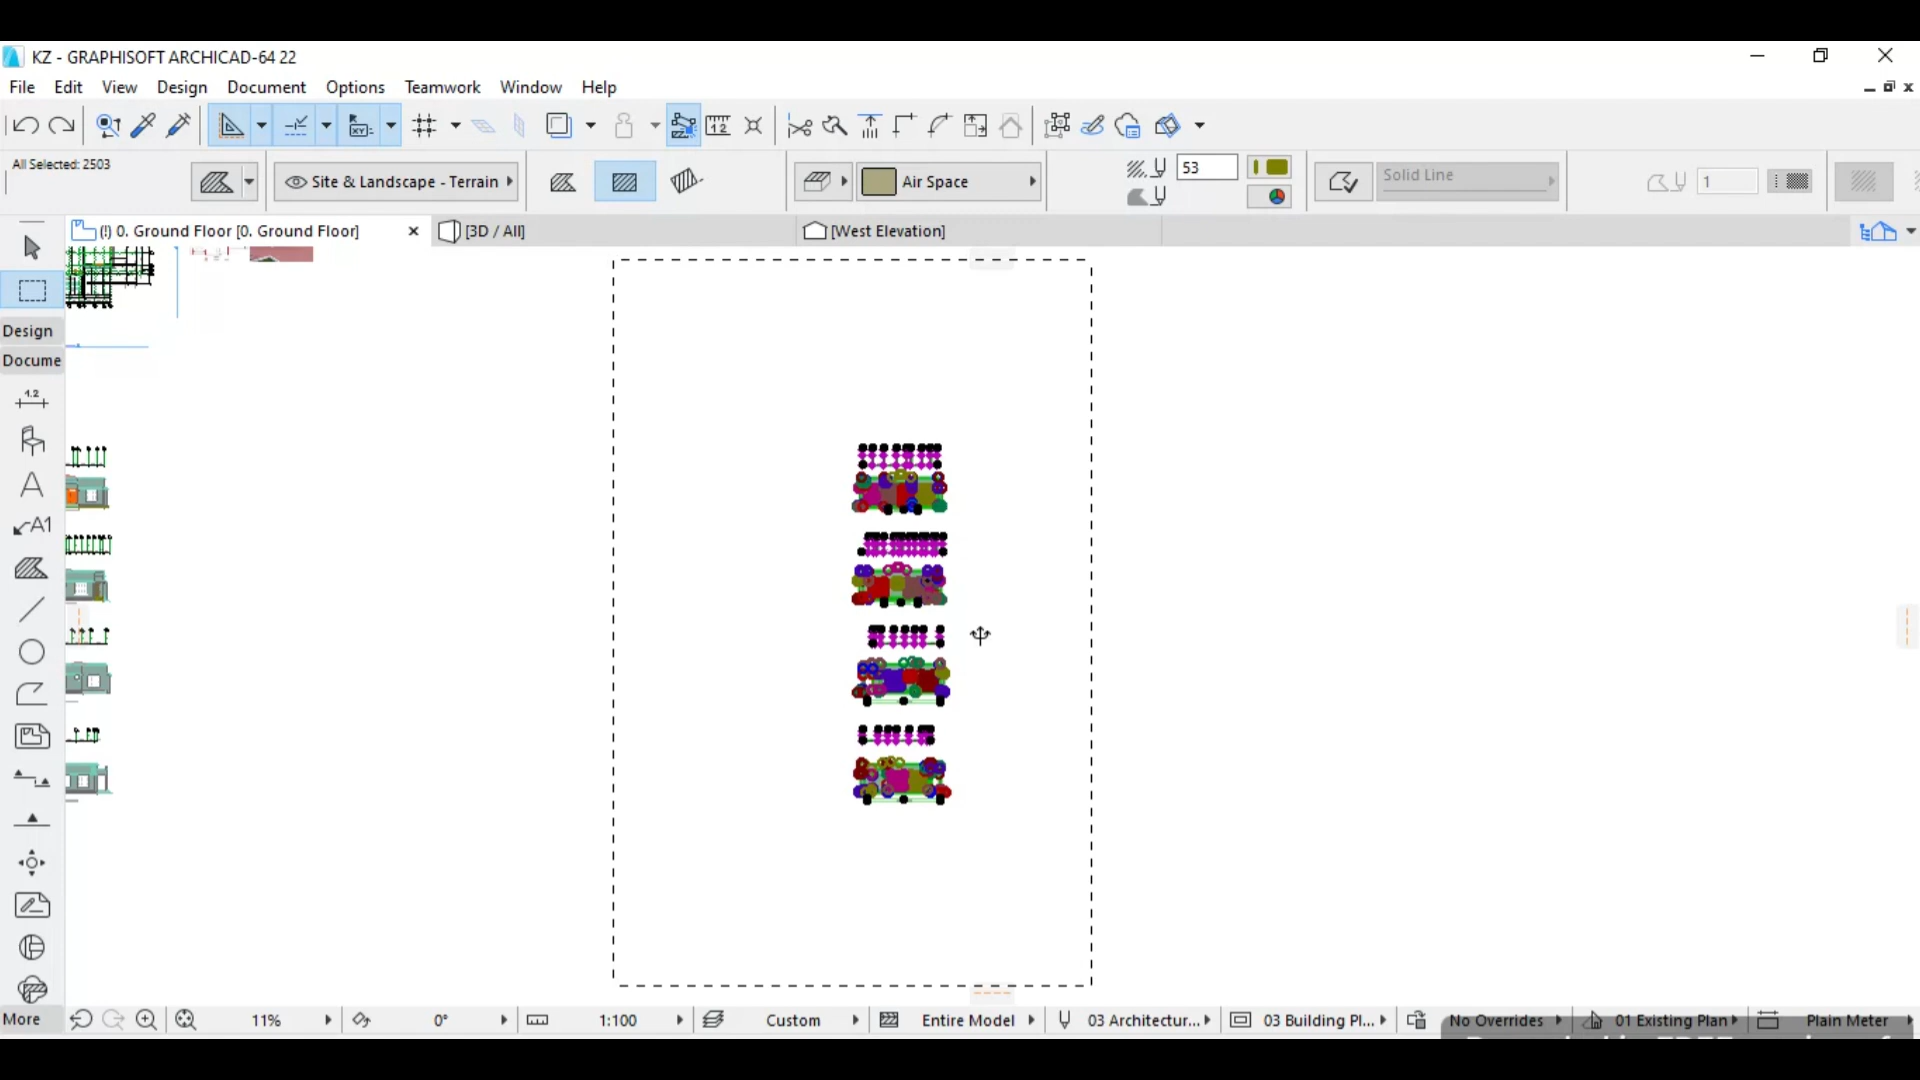 KZ - GRAPHISOFT ARCHICAD-64 22
File Edit View Design Document Options Teamwork Window Help
All Selected: 2503
Site & Landscape - Terrain
Air Space
53
Solid Line
1
(!) 0. Ground Floor [0. Ground Floor]
[3D / All]
[West Elevation]
Design
Docume
1.2
A
A1
More
11%
0°
1:100
Custom
Entire Model
03 Architectur...
03 Building Pl...
No Overrides
01 Existing Plan
Plain Meter